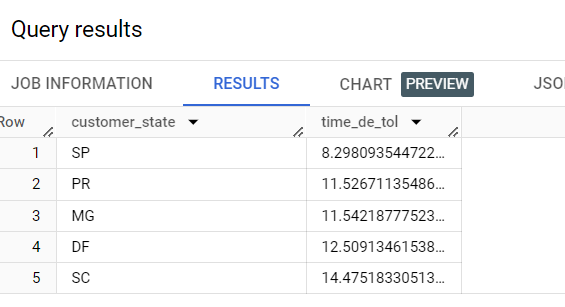 Query results
JOB INFORMATION RESULTS CHART PREVIEW JSO
Row customer_state time_de_tol
1 SP 8.298093544722...
2 PR 11.52671135486...
3 MG 11.54218777523...
4 DF 12.50913461538...
5 SC 14.47518330513...